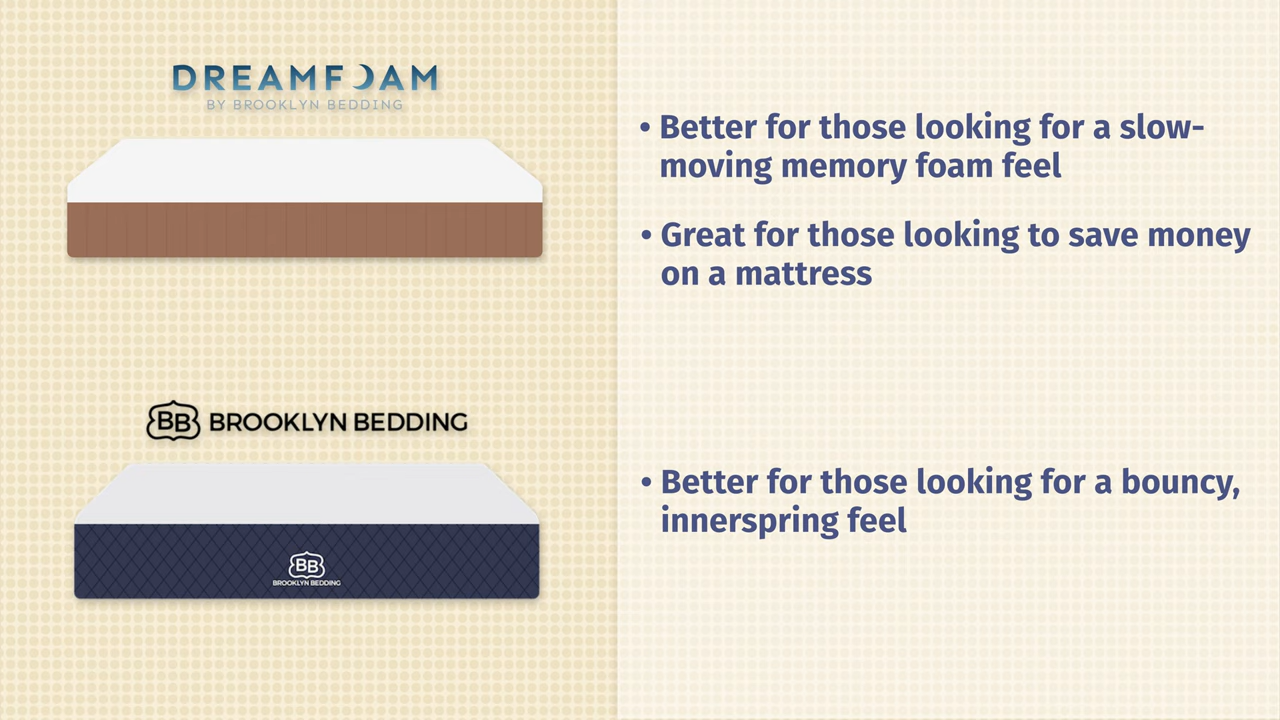 DREAMFOAM
BY BROOKLYN BEDDING
• Better for those looking for a slow-
moving memory foam feel
• Great for those looking to save money
on a mattress
BB BROOKLYN BEDDING
• Better for those looking for a bouncy,
innerspring feel
BB
BROOKLYN BEDDING